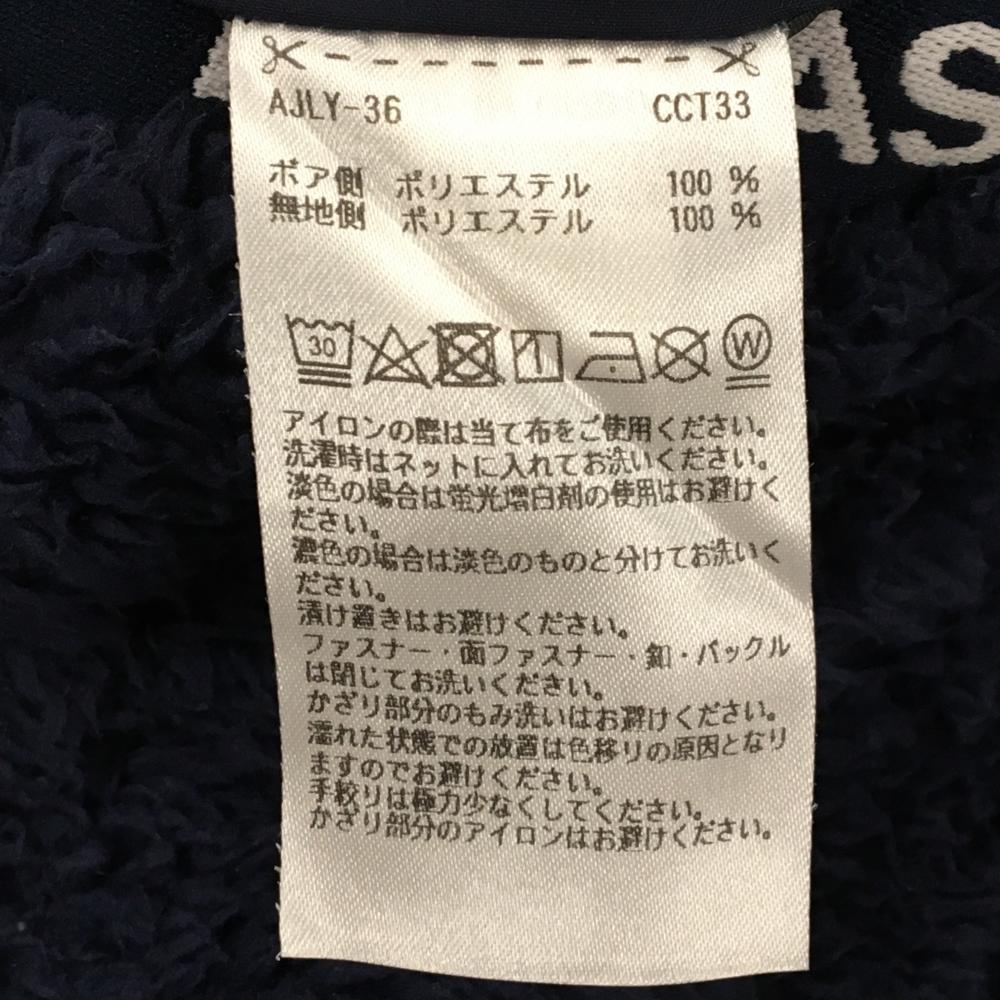 AS
AJLY-36 CCT33
ボア側 ポリエステル 100 %
無地側 ポリエステル 100 %
30 W
アイロンの際は当て布をご使用ください。
洗濯時はネットに入れてお洗いください。
淡色の場合は蛍光増白剤の使用はお避けく
ださい。
濃色の場合は淡色のものと分けてお洗いく
ださい。
漬け置きはお避けください。
ファスナー・面ファスナー・釦・バックル
は閉じてお洗いください。
かざり部分のもみ洗いはお避けください。
濡れた状態での放置は色移りの原因となり
ますのでお避けください。
手絞りは極力少なくしてください。
かざり部分のアイロンはお避けください。